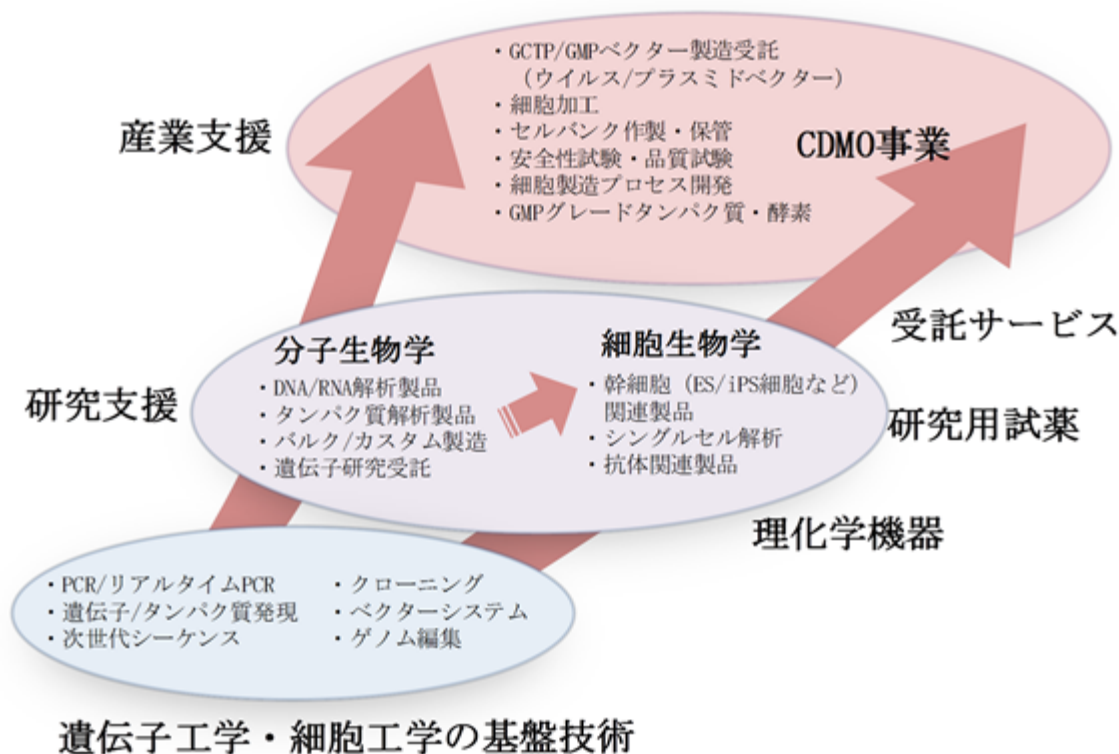 ・GCTP/GMPベクター製造受託
（ウイルス/プラスミドベクター）
・細胞加工
・セルバンク作製・保管
・安全性試験・品質試験
・細胞製造プロセス開発
・GMPグレードタンパク質・酵素
産業支援
CDMO事業
受託サービス
研究支援
分子生物学
・DNA/RNA解析製品
・タンパク質解析製品
・バルク/カスタム製造
・遺伝子研究受託
細胞生物学
・幹細胞（ES/iPS細胞など）
関連製品
・シングルセル解析
・抗体関連製品
研究用試薬
理化学機器
・PCR/リアルタイムPCR
・遺伝子/タンパク質発現
・次世代シーケンス
・クローニング
・ベクターシステム
・ゲノム編集
遺伝子工学・細胞工学の基盤技術